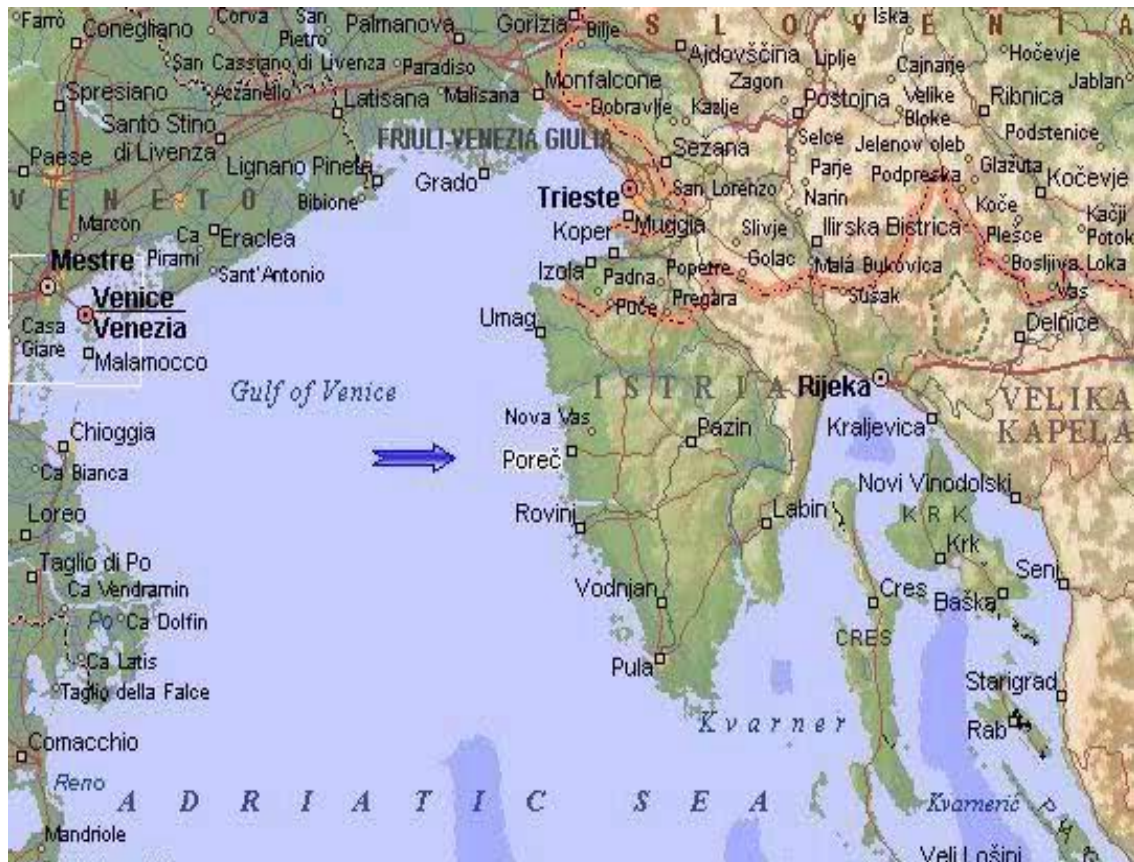 Farrò
Conegliano
Corva
San
Pietro
Palmanova
Gorizia
Bilje
SLOVENIA
Iška
San Cassiano di Livenza
Paradiso
Ajdovščina
Liplje
Cajnarje
Hočevje
Zagon
Jablan
Spresiano
Azzanello
Latisana
Malisana
Monfalcone
Dobravlje
Kazlje
Postojna
Velike
Bloke
Ribnica
Santo Stino
di Livenza
FRIULI-VENEZIA GIULIA
Selce
Jelenov oleb
Podstenice
Paese
Lignano Pineta
Grado
Sezana
Parje
Podpreska
Glažuta
Kočevje
VENETO
Bibione
Trieste
San Lorenzo
Narin
Marcon
Ca
Pirami
Eraclea
Muggia
Koper
Slivje
Ilirska Bistrica
Koče
Plešce
Kačji
Potok
Mestre
Sant'Antonio
Izola
Padna
Popetre
Golac
Malá Bukovica
Bosljiva Loka
Venice
Venezia
Puče
Pregara
Sušak
Vas
Casa
Giare
Umag
Delnice
Malamocco
Gulf of Venice
ISTRIA
Rijeka
VELIKA
KAPELA
Chioggia
Nova Vas
Pazin
Kraljevica
Ca Bianca
Poreč
Novi Vinodolski
Loreo
Rovinj
Labin
KRK
Krk
Taglio di Po
Ca Vendramin
Vodnjan
Cres
Baška
Senj
Po
Ca Dolfin
CRES
Ca Latis
Pula
Taglio della Falce
Starigrad
Kvarner
Rab
Comacchio
Reno
ADRIATIC SEA
Kvarnerić
Mandriole
Veli Lošinj